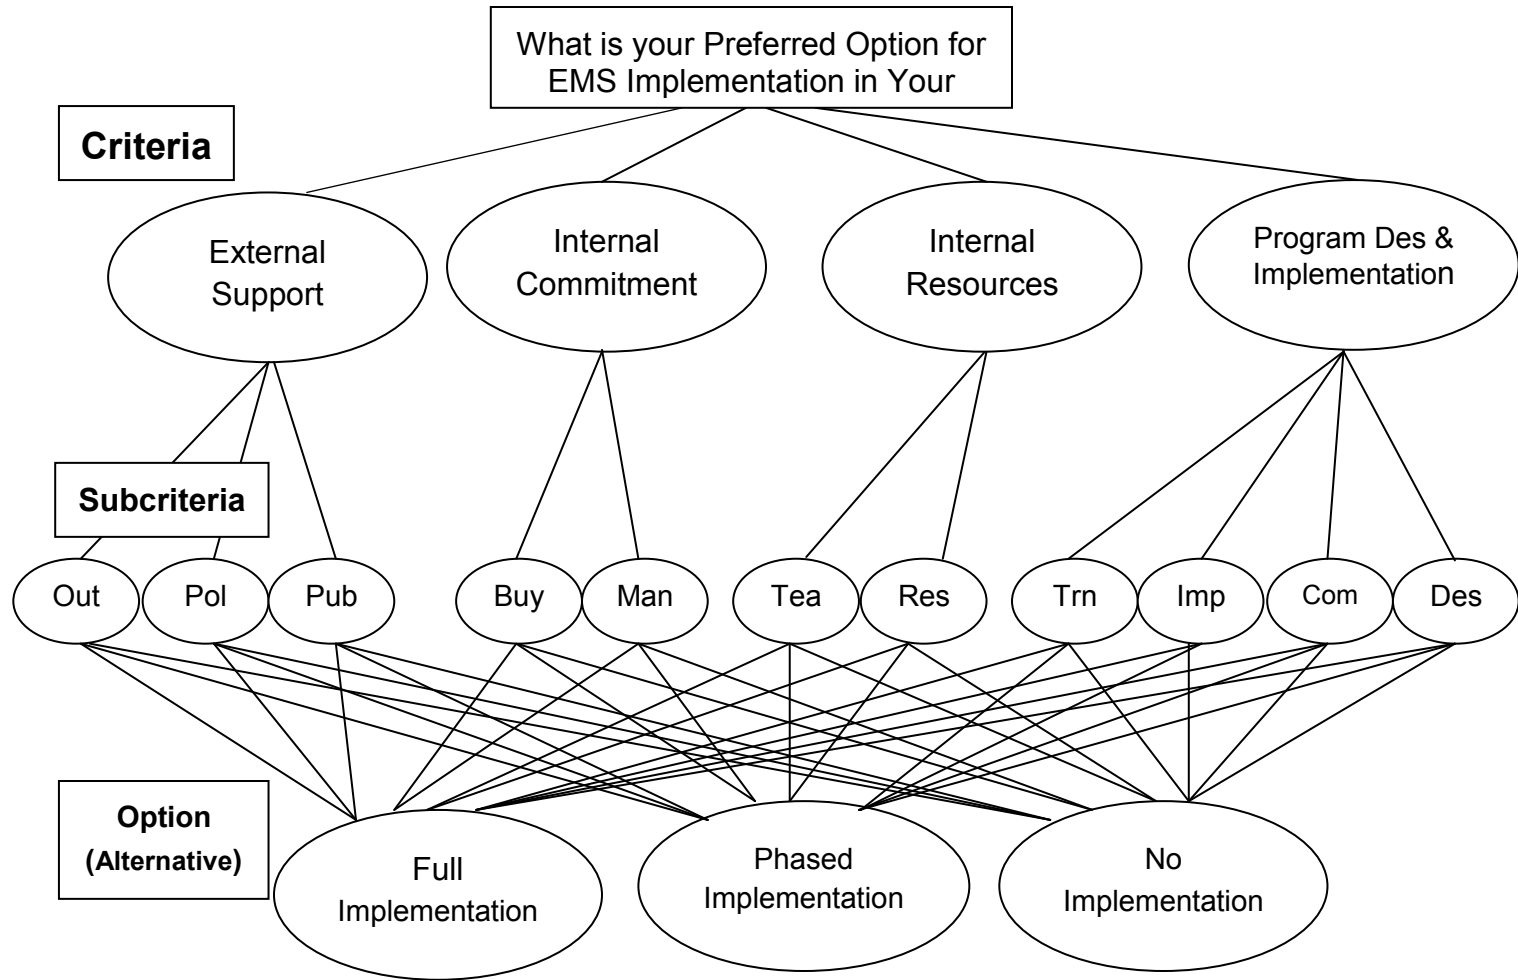 What is your Preferred Option for
EMS Implementation in Your
Criteria
External
Support
Internal
Commitment
Internal
Resources
Program Des &
Implementation
Subcriteria
Out
Pol
Pub
Buy
Man
Tea
Res
Trn
Imp
Com
Des
Option
(Alternative)
Full
Implementation
Phased
Implementation
No
Implementation